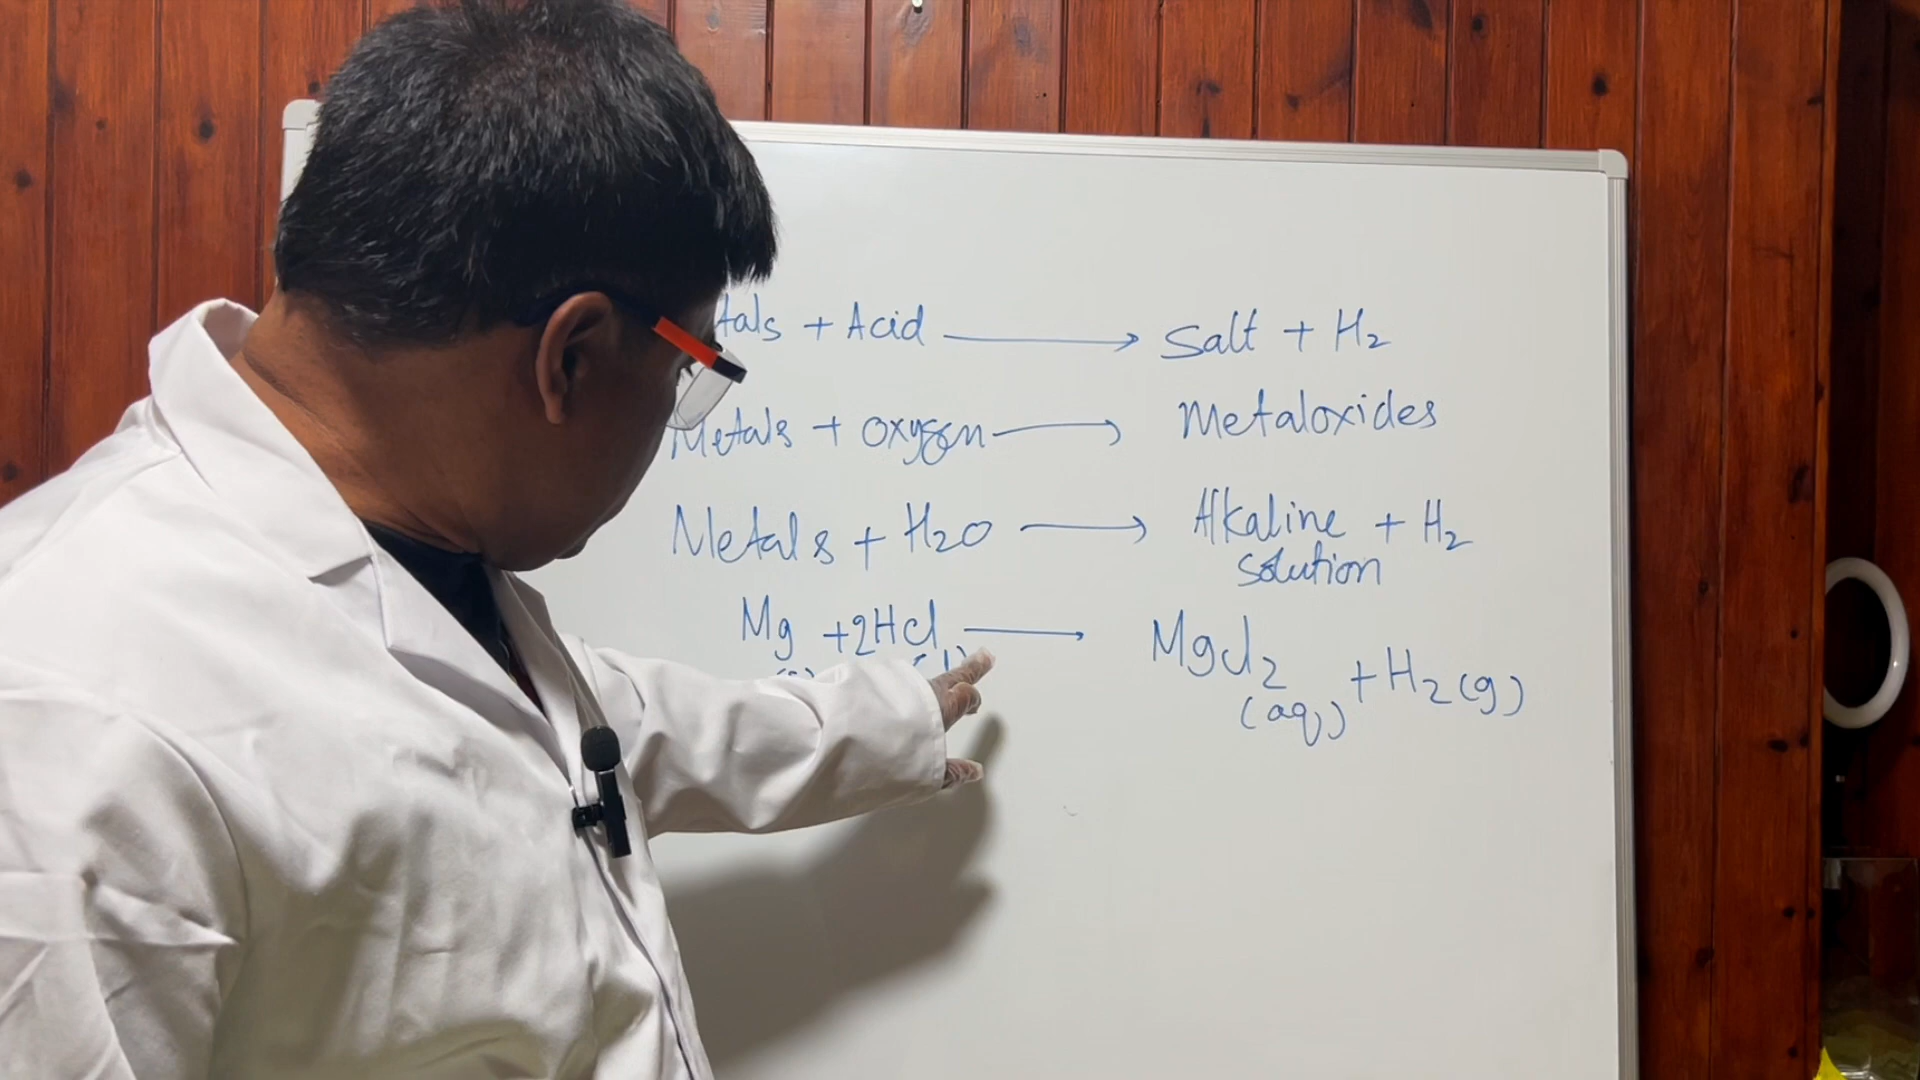 tals + Acid ⟶ Salt + H₂
Metals + oxygen ⟶ Metaloxides
Metals + H₂O ⟶ Alkaline + H₂
Solution
Mg + 2HCl ⟶ MgCl₂ + H₂(g)
(aq)